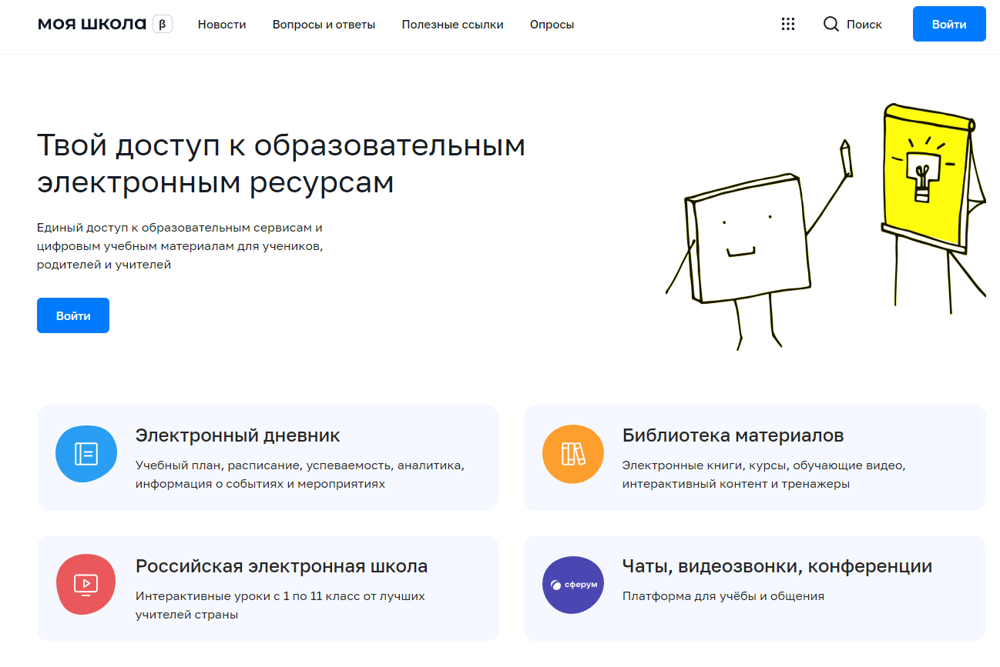 моя школа β
Новости
Вопросы и ответы
Полезные ссылки
Опросы
Поиск
Войти
Твой доступ к образовательным
электронным ресурсам
Единый доступ к образовательным сервисам и
цифровым учебным материалам для учеников,
родителей и учителей
Войти
Электронный дневник
Учебный план, расписание, успеваемость, аналитика,
информация о событиях и мероприятиях
Библиотека материалов
Электронные книги, курсы, обучающие видео,
интерактивный контент и тренажеры
Российская электронная школа
Интерактивные уроки с 1 по 11 класс от лучших
учителей страны
сферум
Чаты, видеозвонки, конференции
Платформа для учёбы и общения